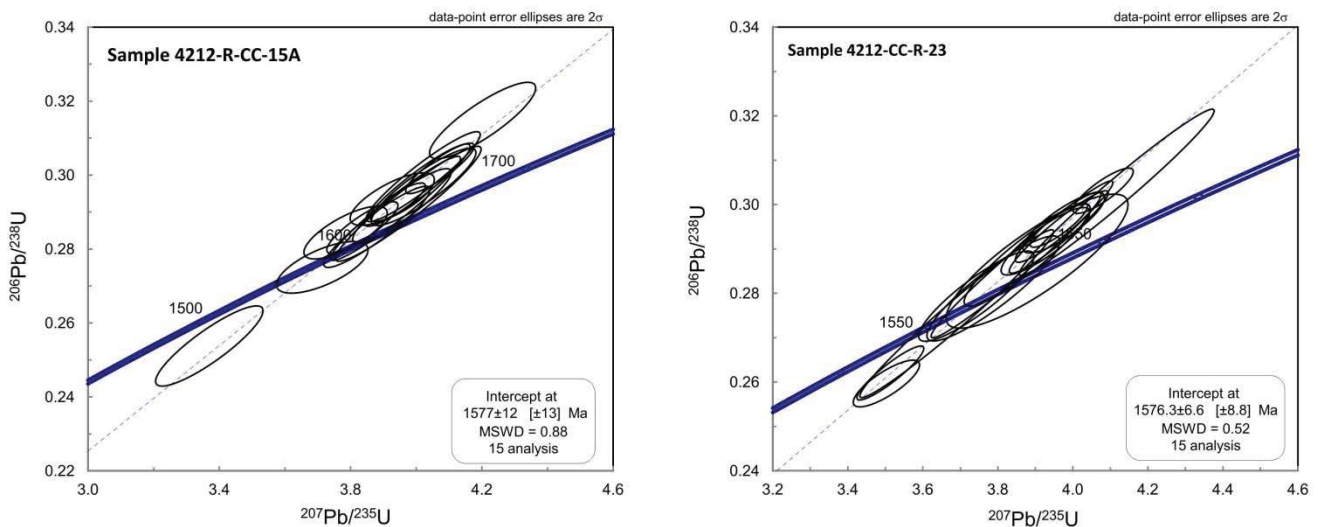 data-point error ellipses are 2σ
Sample 4212-R-CC-15A
0.34
0.32
0.30
0.28
0.26
0.24
0.22
²⁰⁶Pb/²³⁸U
1700
1600
1500
Intercept at
1577±12 [±13] Ma
MSWD = 0.88
15 analysis
3.0 3.4 3.8 4.2 4.6
²⁰⁷Pb/²³⁵U
data-point error ellipses are 2σ
Sample 4212-CC-R-23
0.34
0.32
0.30
0.28
0.26
0.24
²⁰⁶Pb/²³⁸U
1550
Intercept at
1576.3±6.6 [±8.8] Ma
MSWD = 0.52
15 analysis
3.2 3.4 3.6 3.8 4.0 4.2 4.4 4.6
²⁰⁷Pb/²³⁵U